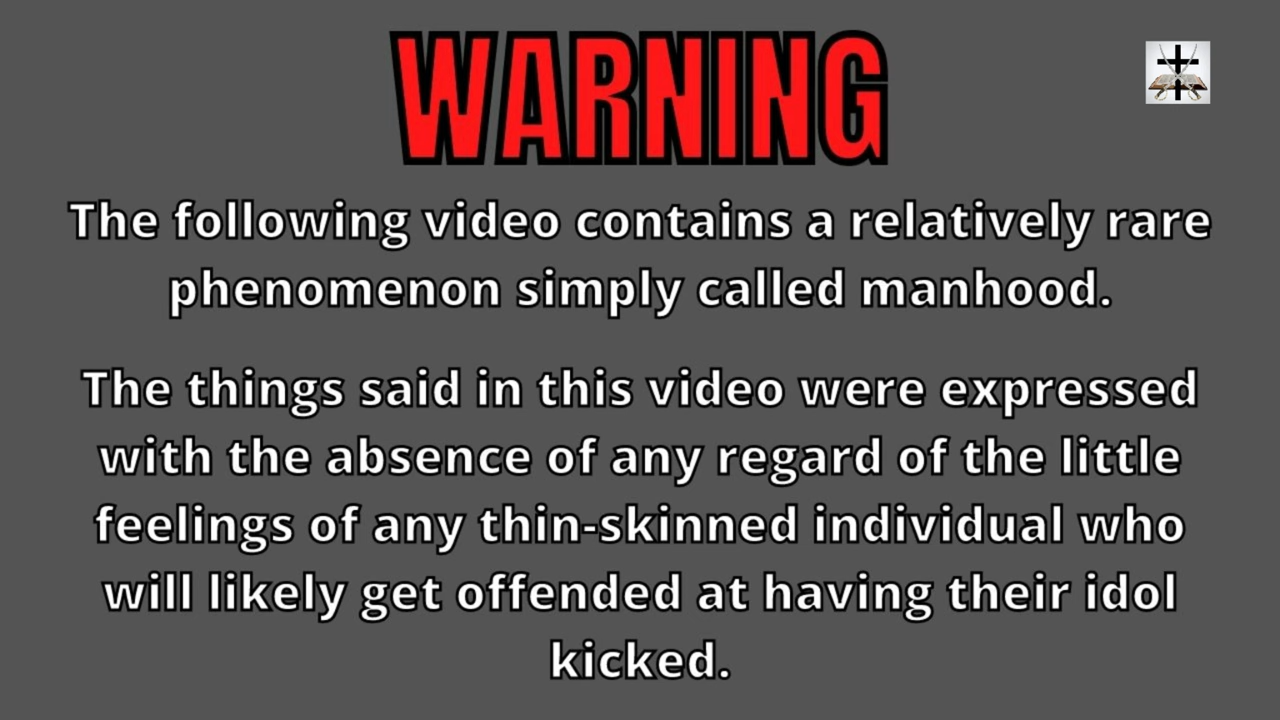 WARNING
The following video contains a relatively rare
phenomenon simply called manhood.
The things said in this video were expressed
with the absence of any regard of the little
feelings of any thin-skinned individual who
will likely get offended at having their idol
kicked.